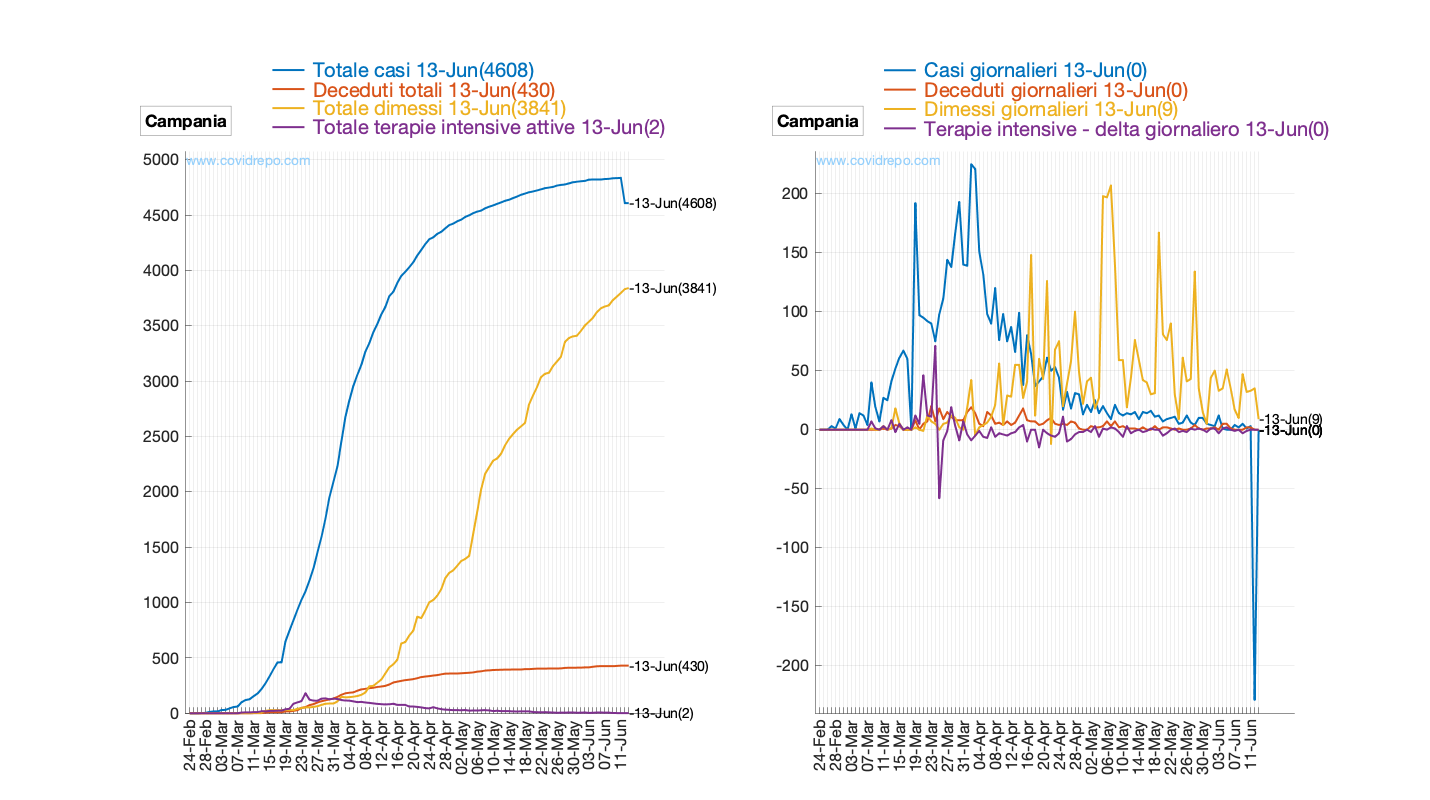 Totale casi 13-Jun(4608)
Deceduti totali 13-Jun(430)
Totale dimessi 13-Jun(3841)
Totale terapie intensive attive 13-Jun(2)
Campania
www.covidrepo.com
5000
4500
4000
3500
3000
2500
2000
1500
1000
500
0
13-Jun(4608)
13-Jun(3841)
13-Jun(430)
13-Jun(2)
24-Feb
28-Feb
03-Mar
07-Mar
11-Mar
15-Mar
19-Mar
23-Mar
27-Mar
31-Mar
04-Apr
08-Apr
12-Apr
16-Apr
20-Apr
24-Apr
28-Apr
02-May
06-May
10-May
14-May
18-May
22-May
26-May
30-May
03-Jun
07-Jun
11-Jun
Casi giornalieri 13-Jun(0)
Deceduti giornalieri 13-Jun(0)
Dimessi giornalieri 13-Jun(9)
Terapie intensive - delta giornaliero 13-Jun(0)
Campania
www.covidrepo.com
200
150
100
50
0
-50
-100
-150
-200
13-Jun(9)
13-Jun(0)
24-Feb
28-Feb
03-Mar
07-Mar
11-Mar
15-Mar
19-Mar
23-Mar
27-Mar
31-Mar
04-Apr
08-Apr
12-Apr
16-Apr
20-Apr
24-Apr
28-Apr
02-May
06-May
10-May
14-May
18-May
22-May
26-May
30-May
03-Jun
07-Jun
11-Jun